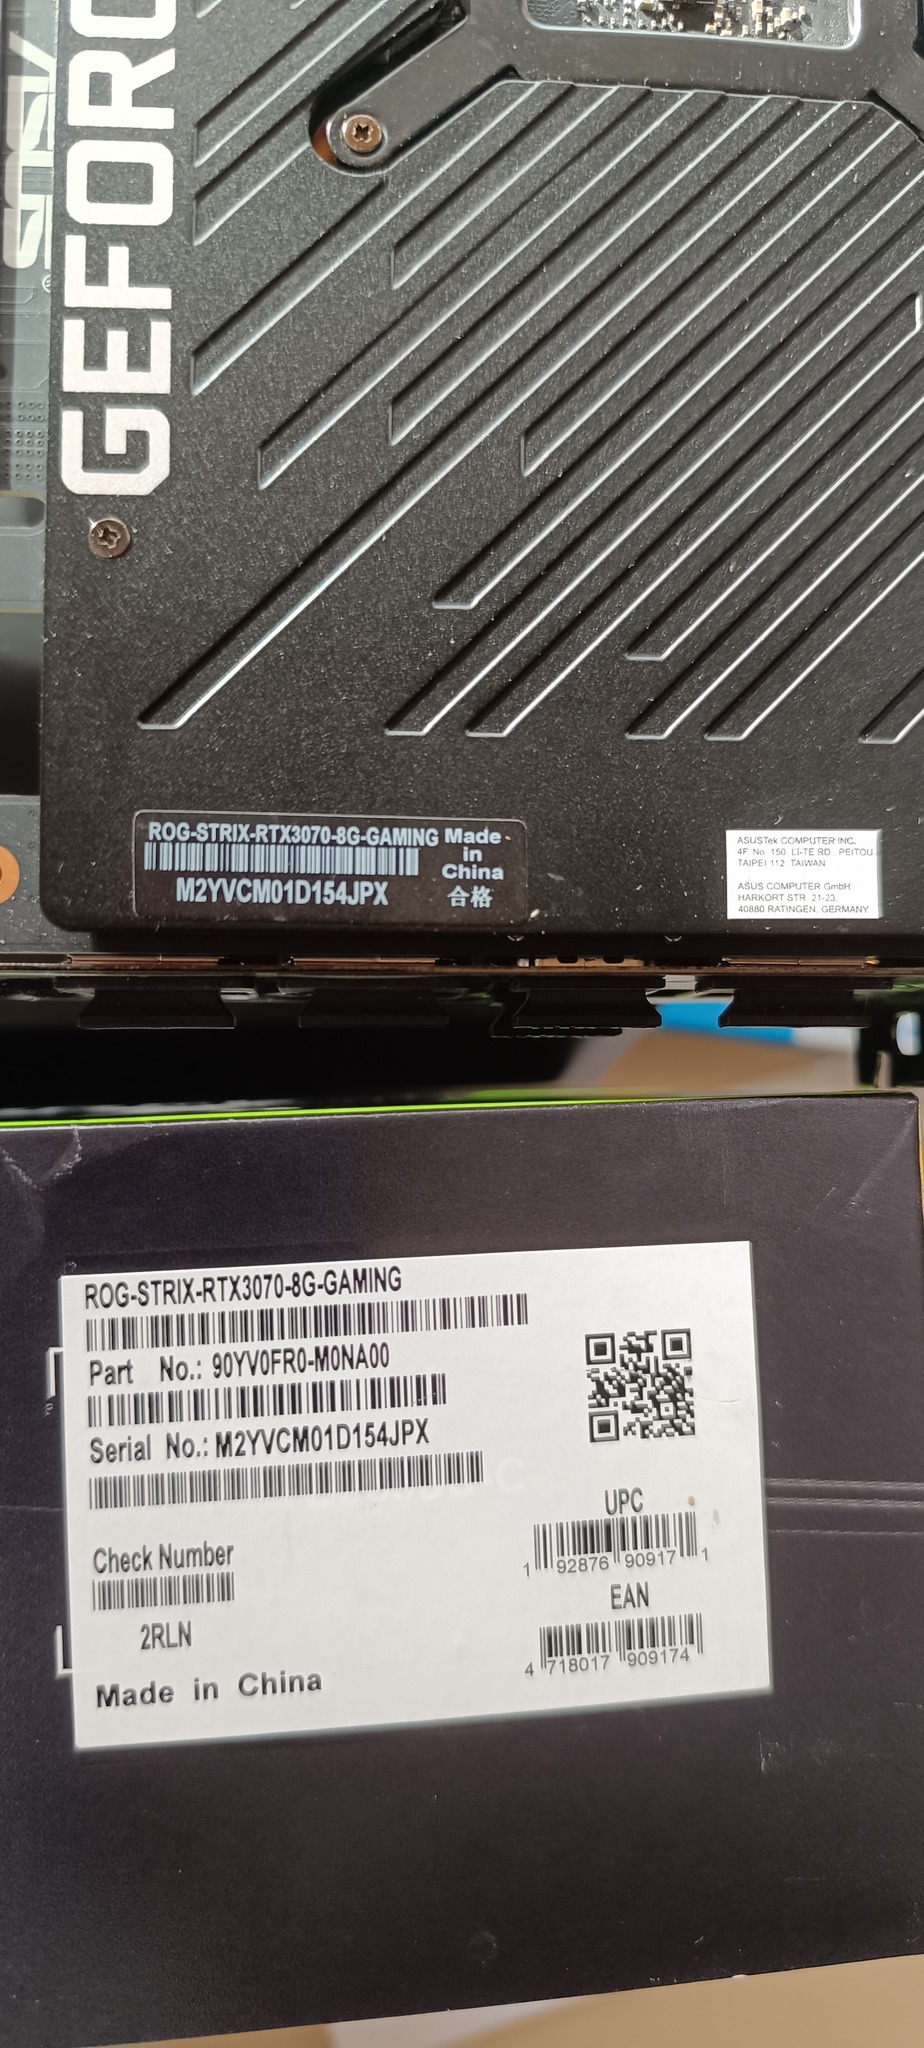 GEFORC
ROG-STRIX-RTX3070-8G-GAMING
Made
in
China
M2YVCM01D154JPX
合格
ASUSTek COMPUTER INC.
4F, No. 150, LI-TE RD., PEITOU,
TAIPEI 112, TAIWAN
ASUS COMPUTER GmbH
HARKORT STR. 21-23,
40880 RATINGEN, GERMANY
ROG-STRIX-RTX3070-8G-GAMING
Part No.: 90YV0FR0-M0NA00
Serial No.: M2YVCM01D154JPX
UPC
1 92876 90917 1
Check Number
2RLN
EAN
4 718017 909174
Made in China